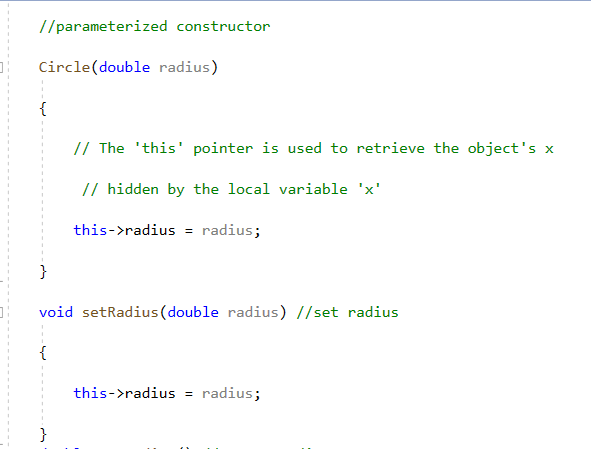 //parameterized constructor
Circle(double radius)
{
// The 'this' pointer is used to retrieve the object's x
// hidden by the local variable 'x'
this->radius = radius;
}
void setRadius(double radius) //set radius
{
this->radius = radius;
}